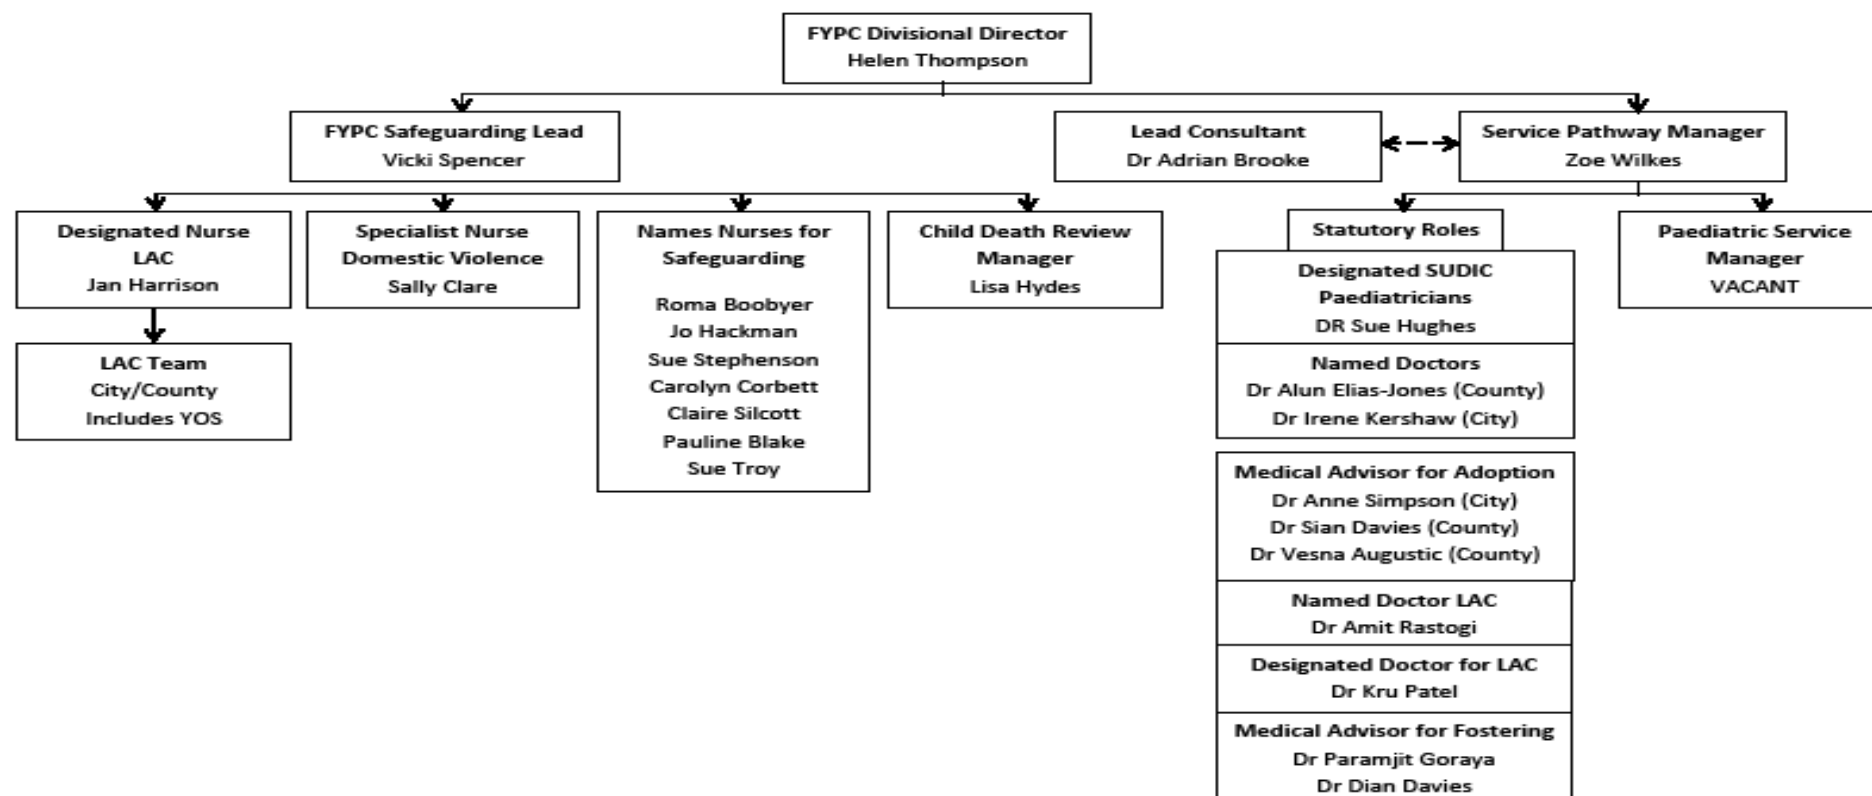 FYPC Divisional Director
Helen Thompson
FYPC Safeguarding Lead
Vicki Spencer
Lead Consultant
Dr Adrian Brooke
Service Pathway Manager
Zoe Wilkes
Designated Nurse
LAC
Jan Harrison
Specialist Nurse
Domestic Violence
Sally Clare
Names Nurses for
Safeguarding
Roma Boobyer
Jo Hackman
Sue Stephenson
Carolyn Corbett
Claire Silcott
Pauline Blake
Sue Troy
Child Death Review
Manager
Lisa Hydes
Statutory Roles
Paediatric Service
Manager
VACANT
LAC Team
City/County
Includes YOS
Designated SUDIC
Paediatricians
DR Sue Hughes
Named Doctors
Dr Alun Elias-Jones (County)
Dr Irene Kershaw (City)
Medical Advisor for Adoption
Dr Anne Simpson (City)
Dr Sian Davies (County)
Dr Vesna Augustic (County)
Named Doctor LAC
Dr Amit Rastogi
Designated Doctor for LAC
Dr Kru Patel
Medical Advisor for Fostering
Dr Paramjit Goraya
Dr Dian Davies